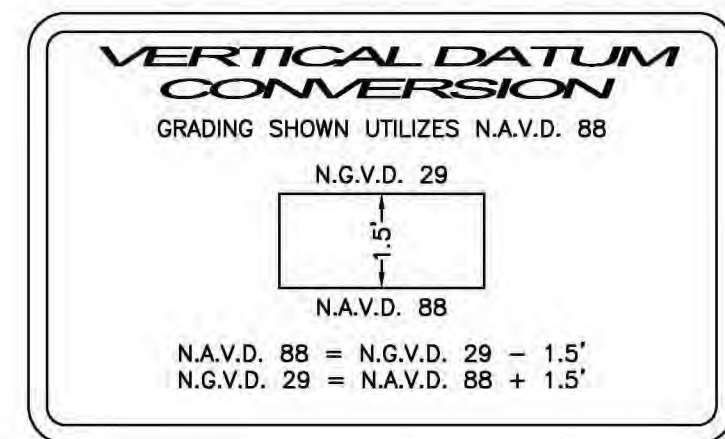 VERTICAL DATUM
CONVERSION
GRADING SHOWN UTILIZES N.A.V.D. 88
N.G.V.D. 29
1.5'
N.A.V.D. 88
N.A.V.D. 88 = N.G.V.D. 29 - 1.5'
N.G.V.D. 29 = N.A.V.D. 88 + 1.5'